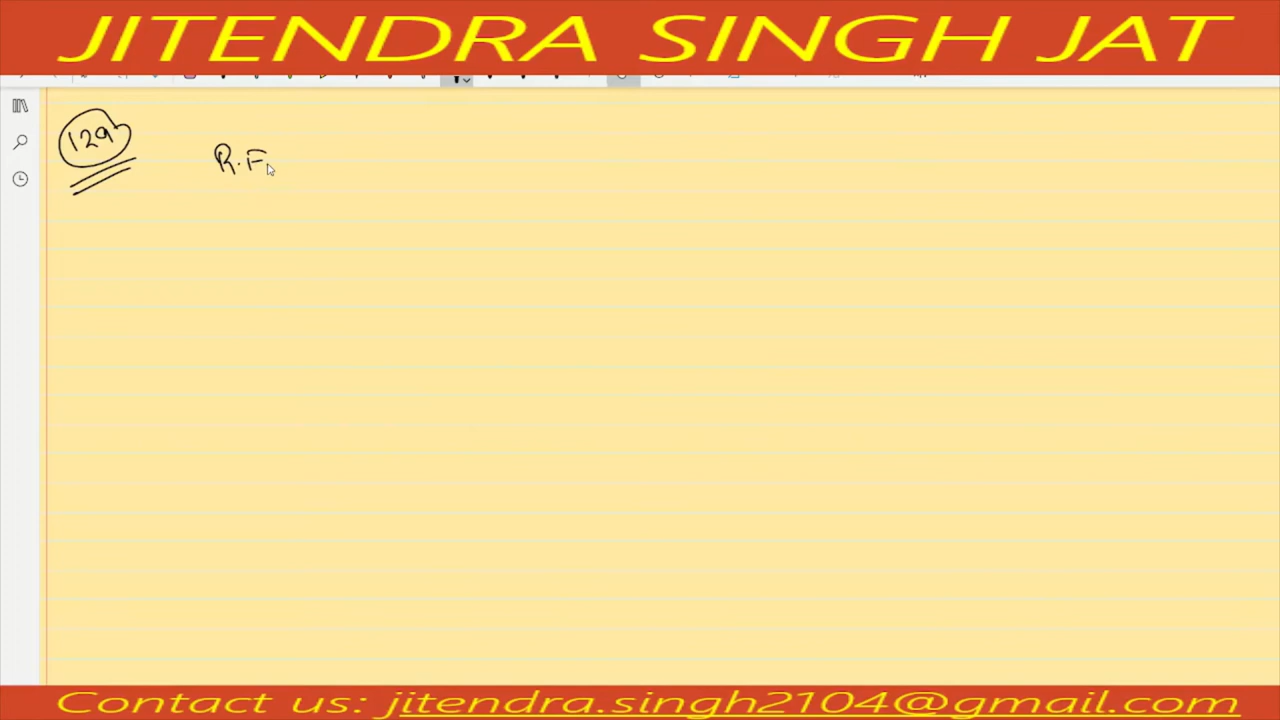 JITENDRA SINGH JAT
129
R.F
Contact us: jitendra.singh2104@gmail.com